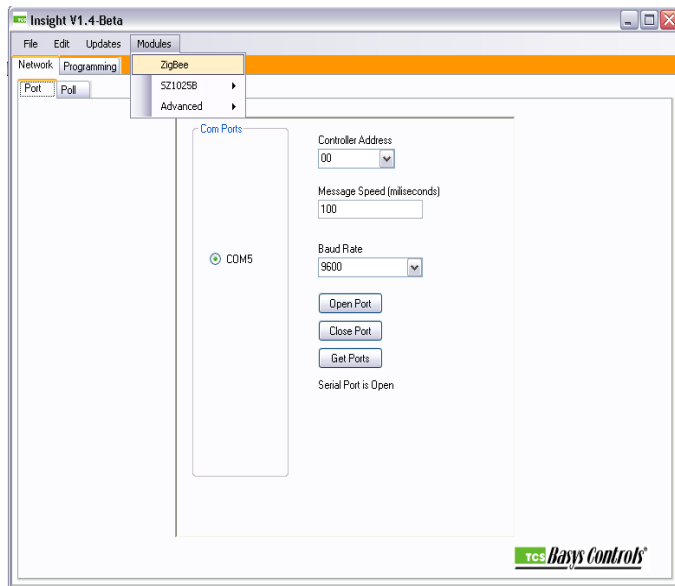 Insight V1.4-Beta
File Edit Updates Modules
Network Programming
ZigBee
SZ1025B
Advanced
Port Poll
Com Ports
COM5
Controller Address
00
Message Speed (miliseconds)
100
Baud Rate
9600
Open Port
Close Port
Get Ports
Serial Port is Open
TCS Basys Controls